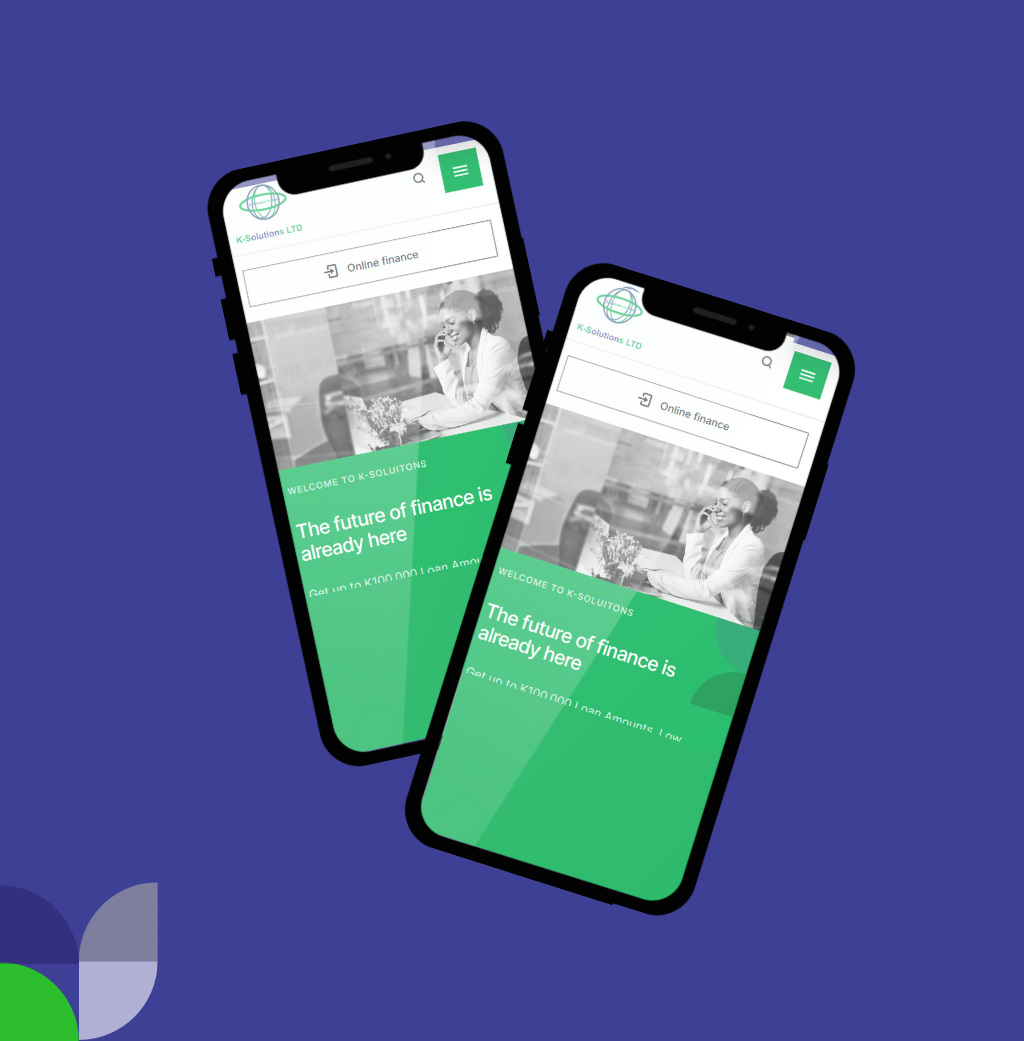 K-Solutions LTD
Online finance
WELCOME TO K-SOLUITONS
The future of finance is
already here
Get up to K100,000 Loan Amou
K-Solutions LTD
Online finance
WELCOME TO K-SOLUITONS
The future of finance is
already here
Get up to K100,000 Loan Amounts, Low